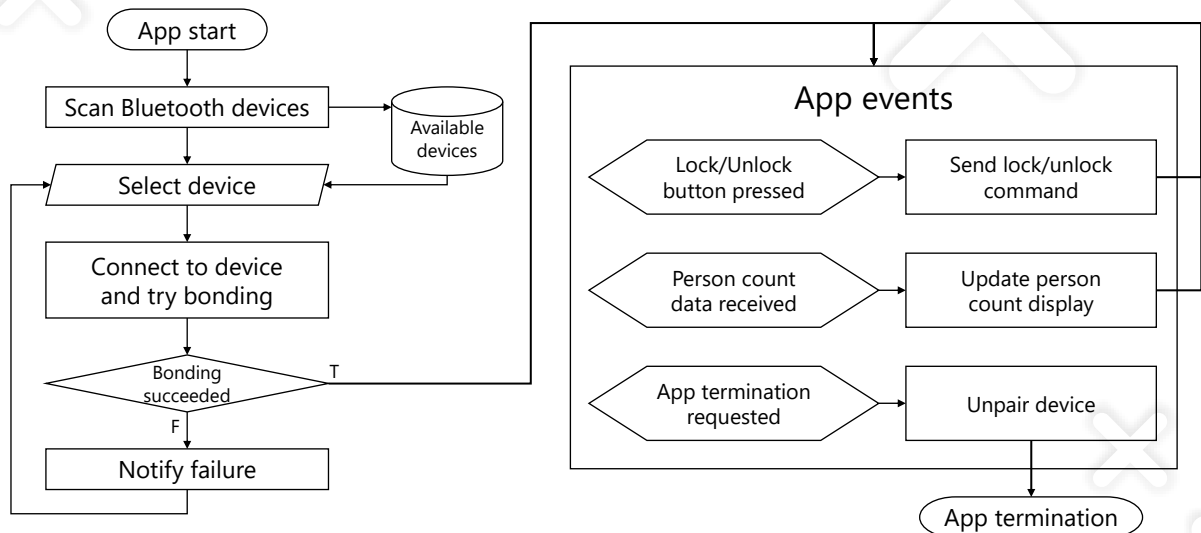 App start
Scan Bluetooth devices
Available
devices
Select device
Connect to device
and try bonding
Bonding
succeeded
T
F
Notify failure
App events
Lock/Unlock
button pressed
Send lock/unlock
command
Person count
data received
Update person
count display
App termination
requested
Unpair device
App termination